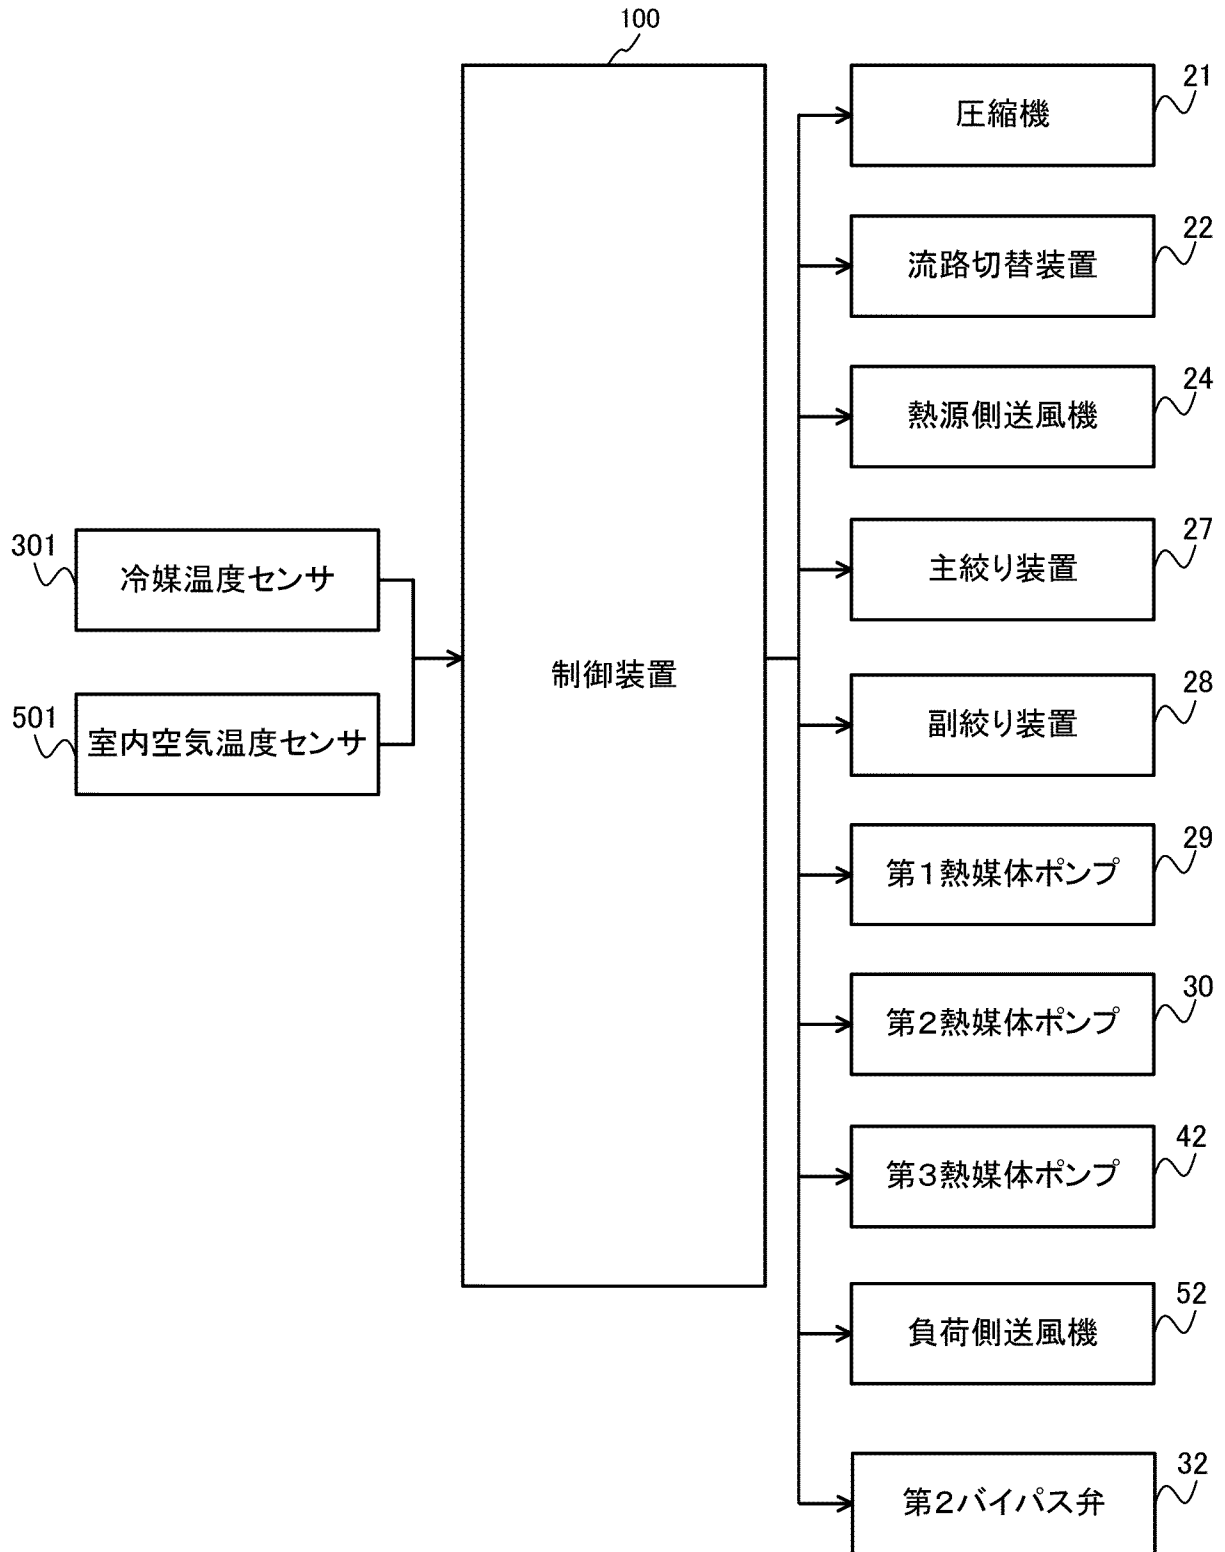 100
圧縮機
21
流路切替装置
22
熱源側送風機
24
301
冷媒温度センサ
主絞り装置
27
制御装置
501
室内空気温度センサ
副絞り装置
28
第1熱媒体ポンプ
29
第2熱媒体ポンプ
30
第3熱媒体ポンプ
42
負荷側送風機
52
第2バイパス弁
32